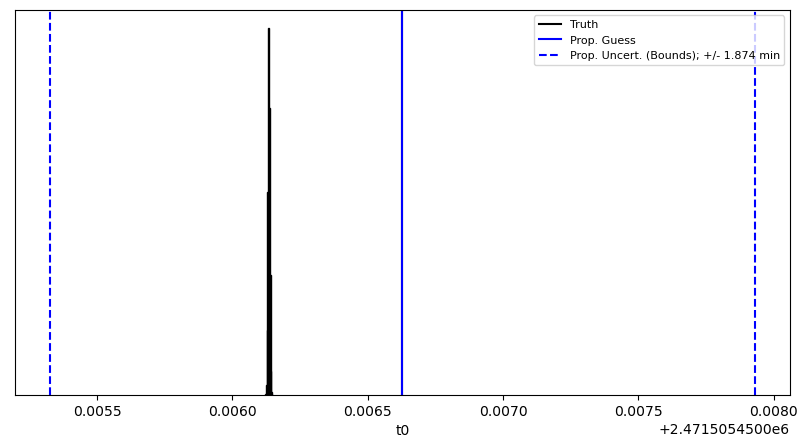 Truth
Prop. Guess
Prop. Uncert. (Bounds); +/- 1.874 min
0.0055 0.0060 0.0065 0.0070 0.0075 0.0080
t0
+2.4715054500e6